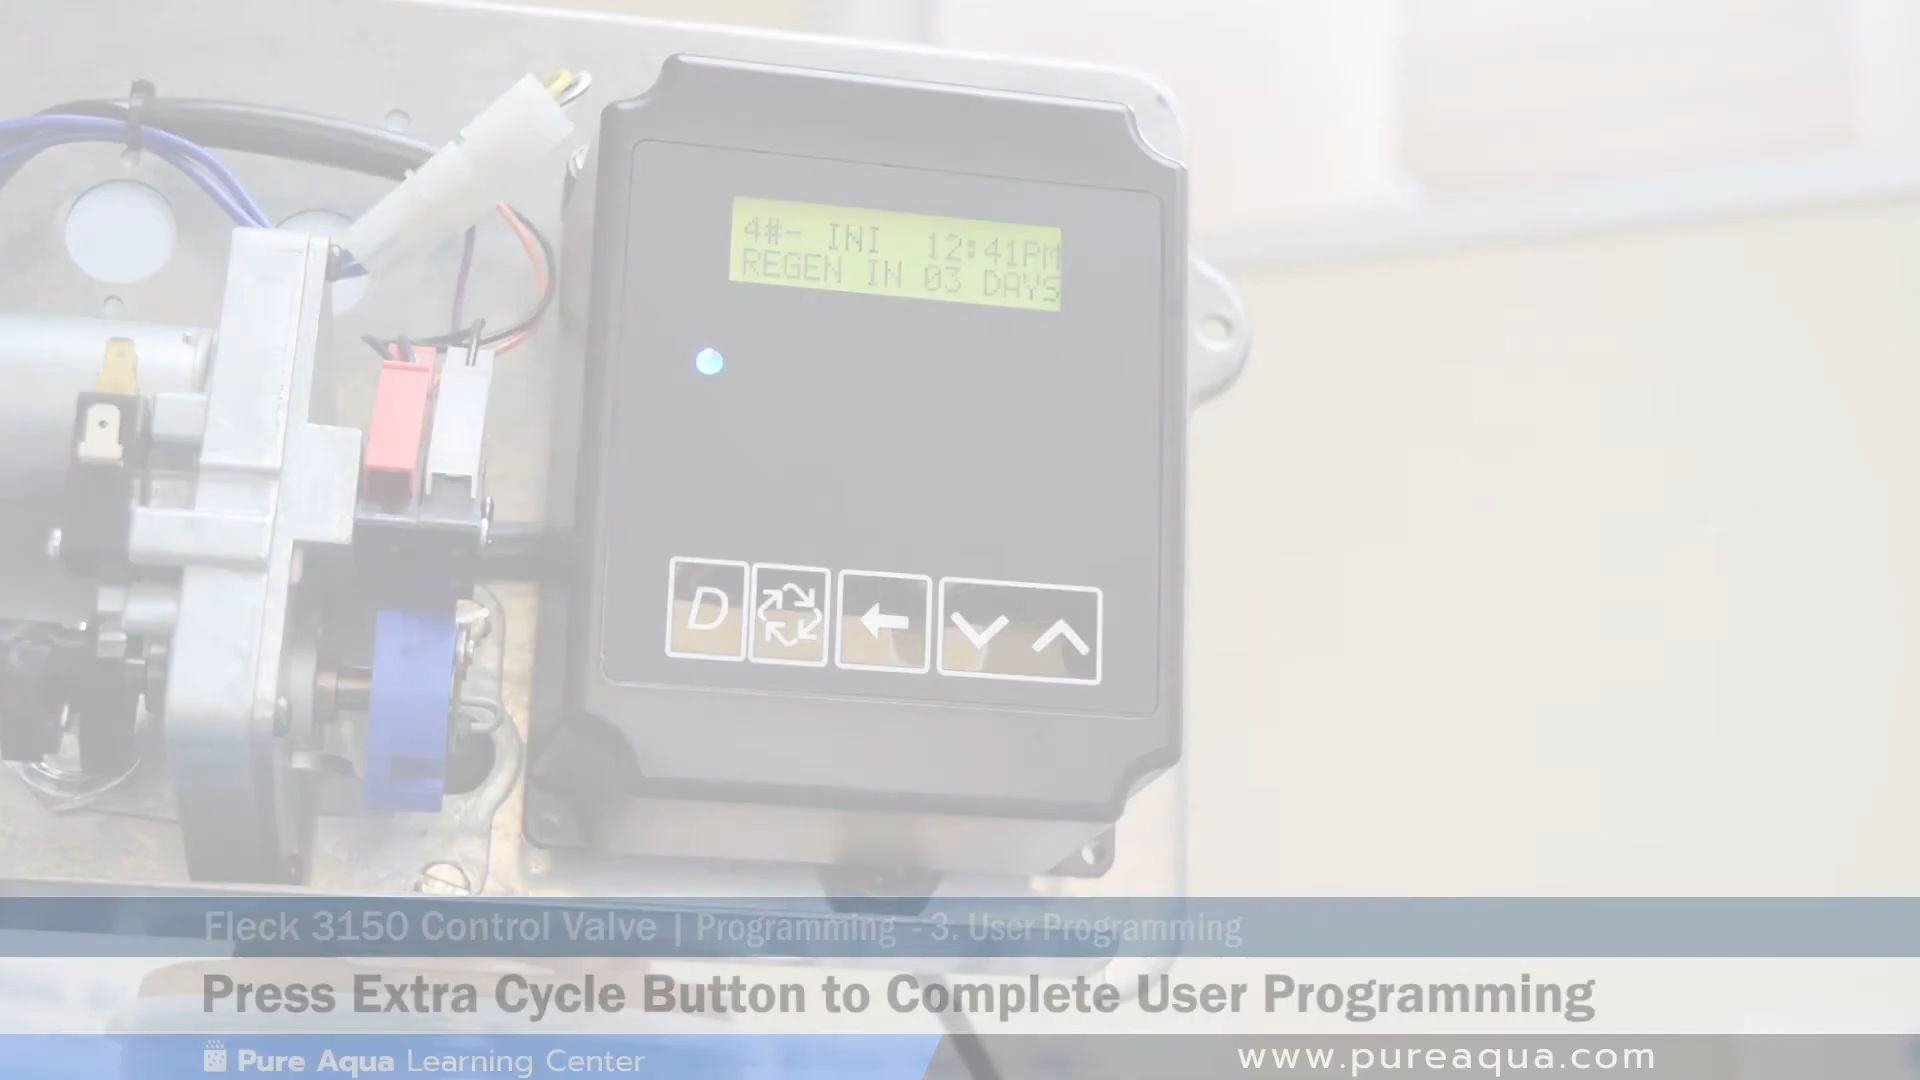 4#- INI 12:41PM
REGEN IN 03 DAYS
D
Fleck 3150 Control Valve | Programming - 3. User Programming
Press Extra Cycle Button to Complete User Programming
Pure Aqua Learning Center
www.pureaqua.com